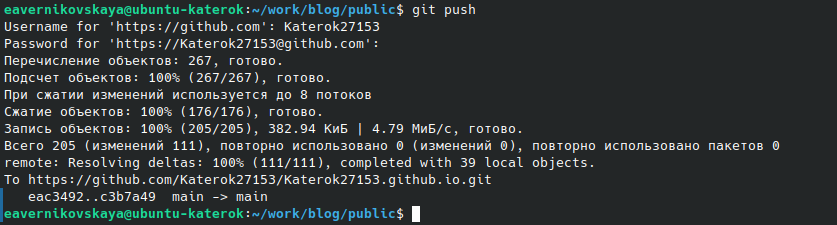 eavernikovskaya@ubuntu-katerok:~/work/blog/public$ git push
Username for 'https://github.com': Katerok27153
Password for 'https://Katerok27153@github.com':
Перечисление объектов: 267, готово.
Подсчет объектов: 100% (267/267), готово.
При сжатии изменений используется до 8 потоков
Сжатие объектов: 100% (176/176), готово.
Запись объектов: 100% (205/205), 382.94 КиБ | 4.79 МиБ/с, готово.
Всего 205 (изменений 111), повторно использовано 0 (изменений 0), повторно использовано пакетов 0
remote: Resolving deltas: 100% (111/111), completed with 39 local objects.
To https://github.com/Katerok27153/Katerok27153.github.io.git
   eac3492..c3b7a49  main -> main
eavernikovskaya@ubuntu-katerok:~/work/blog/public$